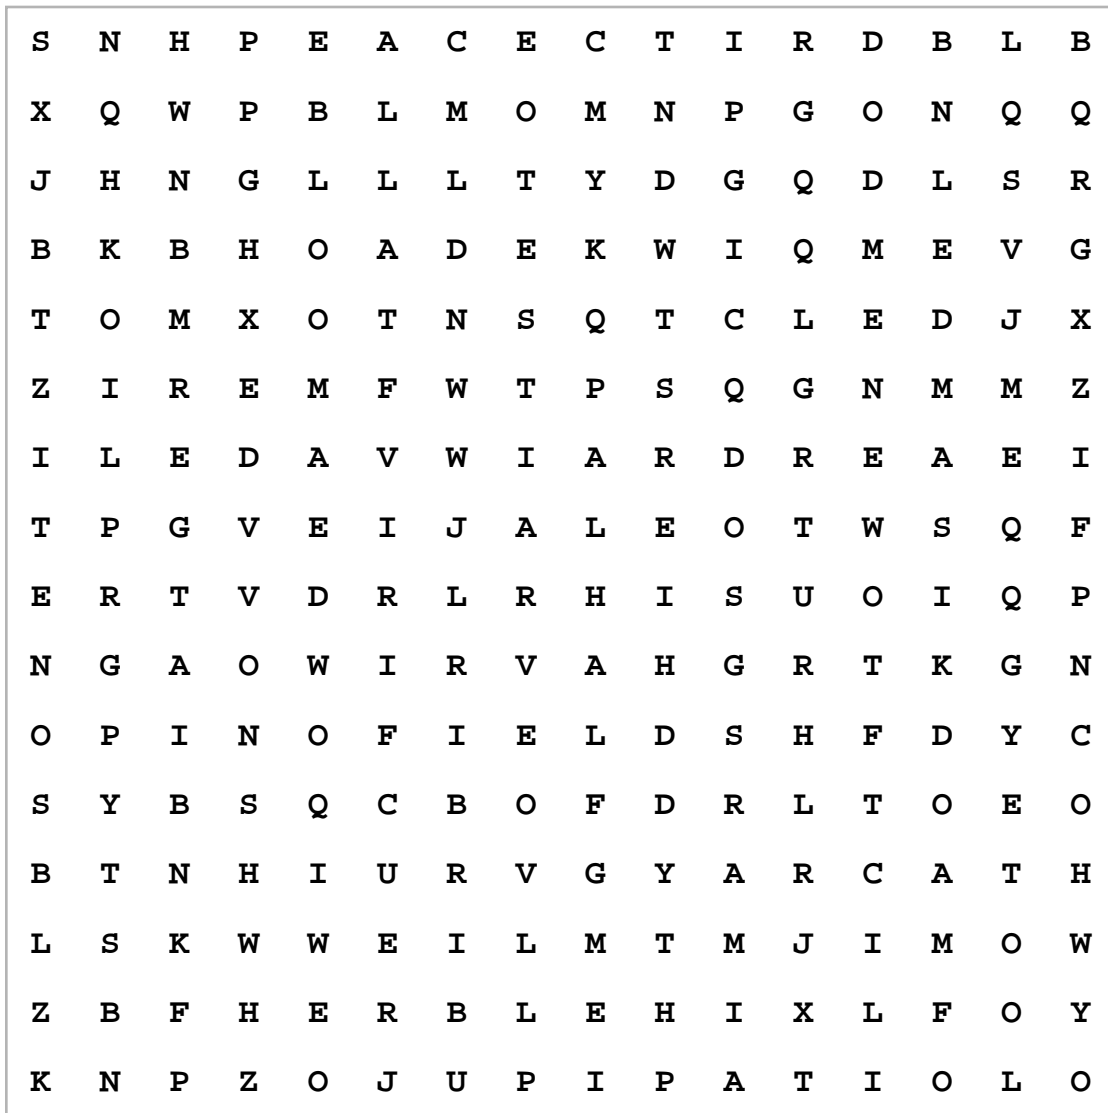 S N H P E A C E C T I R D B L B
X Q W P B L M O M N P G O N Q Q
J H N G L L L T Y D G Q D L S R
B K B H O A D E K W I Q M E V G
T O M X O T N S Q T C L E D J X
Z I R E M F W T P S Q G N M M Z
I L E D A V W I A R D R E A E I
T P G V E I J A L E O T W S Q F
E R T V D R L R H I S U O I Q P
N G A O W I R V A H G R T K G N
O P I N O F I E L D S H F D Y C
S Y B S Q C B O F D R L T O E O
B T N H I U R V G Y A R C A T H
L S K W W E I L M T M J I M O W
Z B F H E R B L E H I X L F O Y
K N P Z O J U P I P A T I O L O